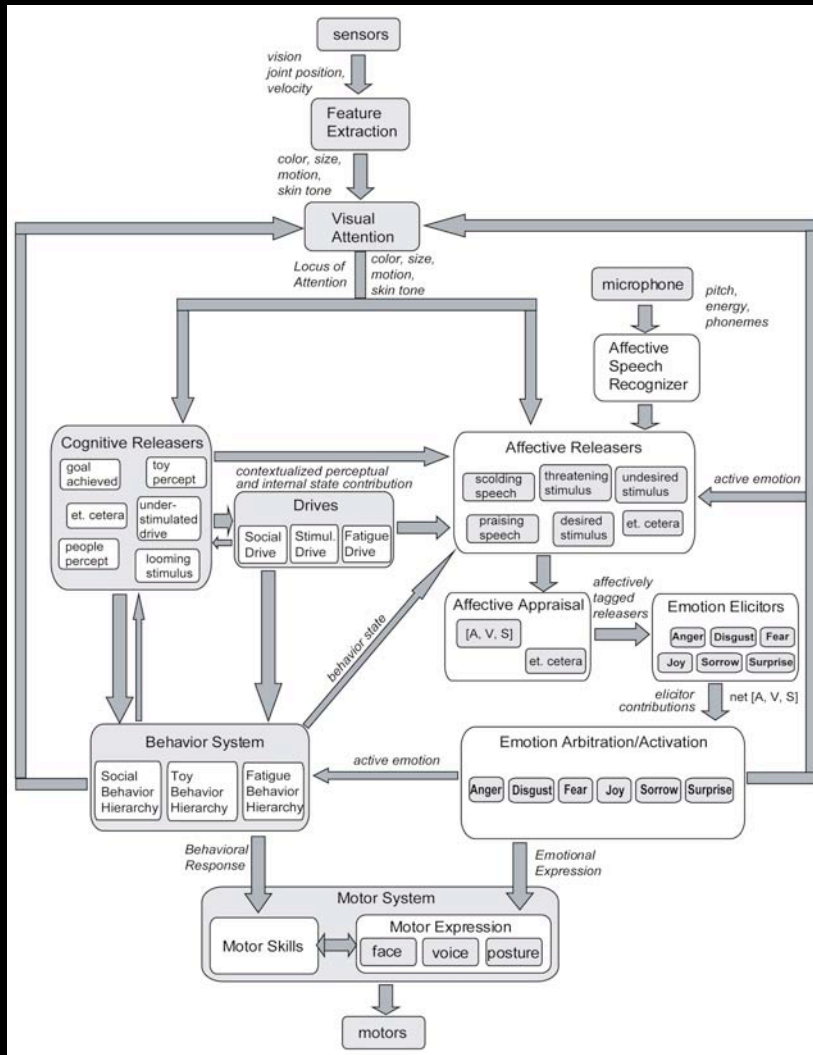 sensors
vision
joint position,
velocity
Feature
Extraction
color, size,
motion,
skin tone
Visual
Attention
Locus of
Attention
color, size,
motion,
skin tone
microphone
pitch,
energy,
phonemes
Affective
Speech
Recognizer
Cognitive Releasers
goal
achieved
toy
percept
et. cetera
under-
stimulated
drive
people
percept
looming
stimulus
contextualized perceptual
and internal state contribution
Drives
Social
Drive
Stimul.
Drive
Fatigue
Drive
Affective Releasers
scolding
speech
threatening
stimulus
undesired
stimulus
praising
speech
desired
stimulus
et. cetera
active emotion
behavior state
Affective Appraisal
[A, V, S]
et. cetera
affectively
tagged
releasers
Emotion Elicitors
Anger
Disgust
Fear
Joy
Sorrow
Surprise
elicitor
contributions
net [A, V, S]
Behavior System
Social
Behavior
Hierarchy
Toy
Behavior
Hierarchy
Fatigue
Behavior
Hierarchy
active emotion
Emotion Arbitration/Activation
Anger
Disgust
Fear
Joy
Sorrow
Surprise
Behavioral
Response
Emotional
Expression
Motor System
Motor Skills
Motor Expression
face
voice
posture
motors